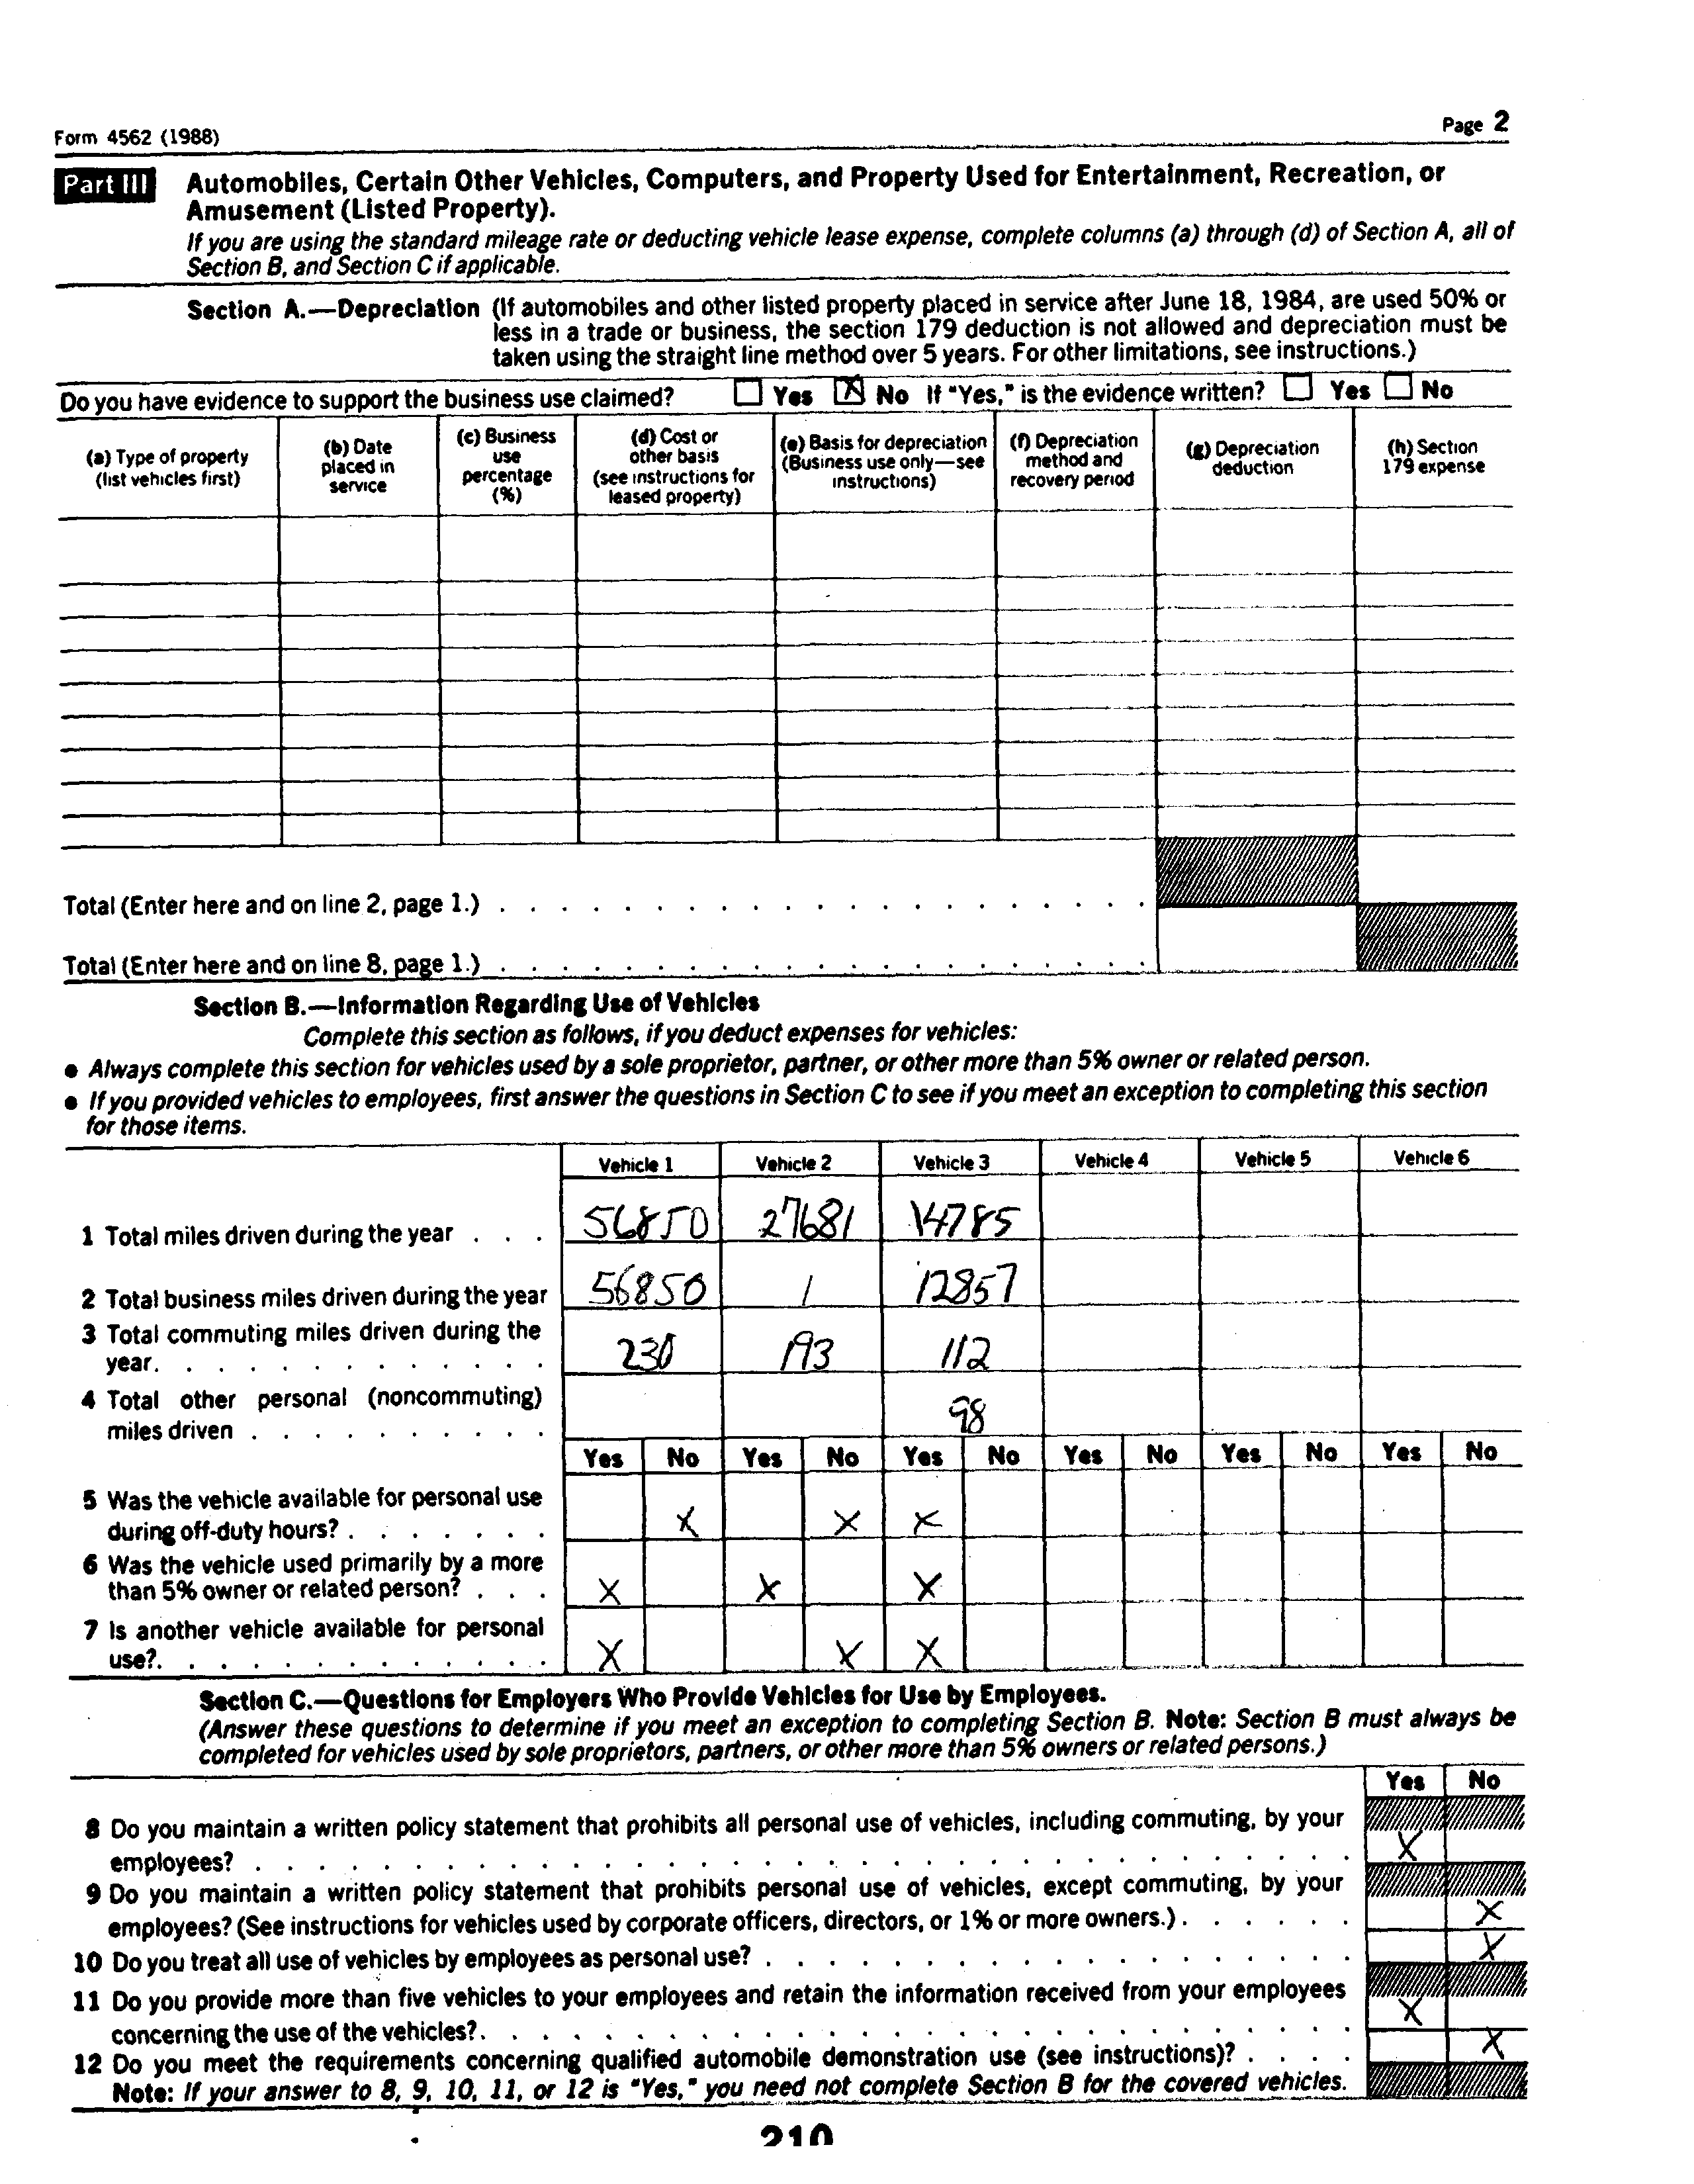 Form 4562 (1988)
Page 2
Part III
Automobiles, Certain Other Vehicles, Computers, and Property Used for Entertainment, Recreation, or
Amusement (Listed Property).
If you are using the standard mileage rate or deducting vehicle lease expense, complete columns (a) through (d) of Section A, all of
Section B, and Section C if applicable.
Section A.—Depreciation (If automobiles and other listed property placed in service after June 18, 1984, are used 50% or
less in a trade or business, the section 179 deduction is not allowed and depreciation must be
taken using the straight line method over 5 years. For other limitations, see instructions.)
Do you have evidence to support the business use claimed? Yes X No If "Yes," is the evidence written? Yes No
(a) Type of property
(list vehicles first)
(b) Date
placed in
service
(c) Business
use
percentage
(%)
(d) Cost or
other basis
(see instructions for
leased property)
(e) Basis for depreciation
(Business use only—see
instructions)
(f) Depreciation
method and
recovery period
(g) Depreciation
deduction
(h) Section
179 expense
Total (Enter here and on line 2, page 1.)
Total (Enter here and on line 8, page 1.)
Section B.—Information Regarding Use of Vehicles
Complete this section as follows, if you deduct expenses for vehicles:
● Always complete this section for vehicles used by a sole proprietor, partner, or other more than 5% owner or related person.
● If you provided vehicles to employees, first answer the questions in Section C to see if you meet an exception to completing this section
for those items.
Vehicle 1 Vehicle 2 Vehicle 3 Vehicle 4 Vehicle 5 Vehicle 6
1 Total miles driven during the year . . . 56850 27681 14785
2 Total business miles driven during the year 56850 1 12857
3 Total commuting miles driven during the
year. . . . . . . . . . . . . 230 193 112
4 Total other personal (noncommuting)
miles driven . . . . . . . . . . 98
Yes No Yes No Yes No Yes No Yes No Yes No
5 Was the vehicle available for personal use
during off-duty hours? . . . . . . . X X X
6 Was the vehicle used primarily by a more
than 5% owner or related person? . . . X X X
7 Is another vehicle available for personal
use?. . . . . . . . . . . . . X X X
Section C.—Questions for Employers Who Provide Vehicles for Use by Employees.
(Answer these questions to determine if you meet an exception to completing Section B. Note: Section B must always be
completed for vehicles used by sole proprietors, partners, or other more than 5% owners or related persons.)
Yes No
8 Do you maintain a written policy statement that prohibits all personal use of vehicles, including commuting, by your
employees? X
9 Do you maintain a written policy statement that prohibits personal use of vehicles, except commuting, by your
employees? (See instructions for vehicles used by corporate officers, directors, or 1% or more owners.) . . . . . . X
10 Do you treat all use of vehicles by employees as personal use? X
11 Do you provide more than five vehicles to your employees and retain the information received from your employees
concerning the use of the vehicles?. X
12 Do you meet the requirements concerning qualified automobile demonstration use (see instructions)? . . . . X
Note: If your answer to 8, 9, 10, 11, or 12 is "Yes," you need not complete Section B for the covered vehicles.
210